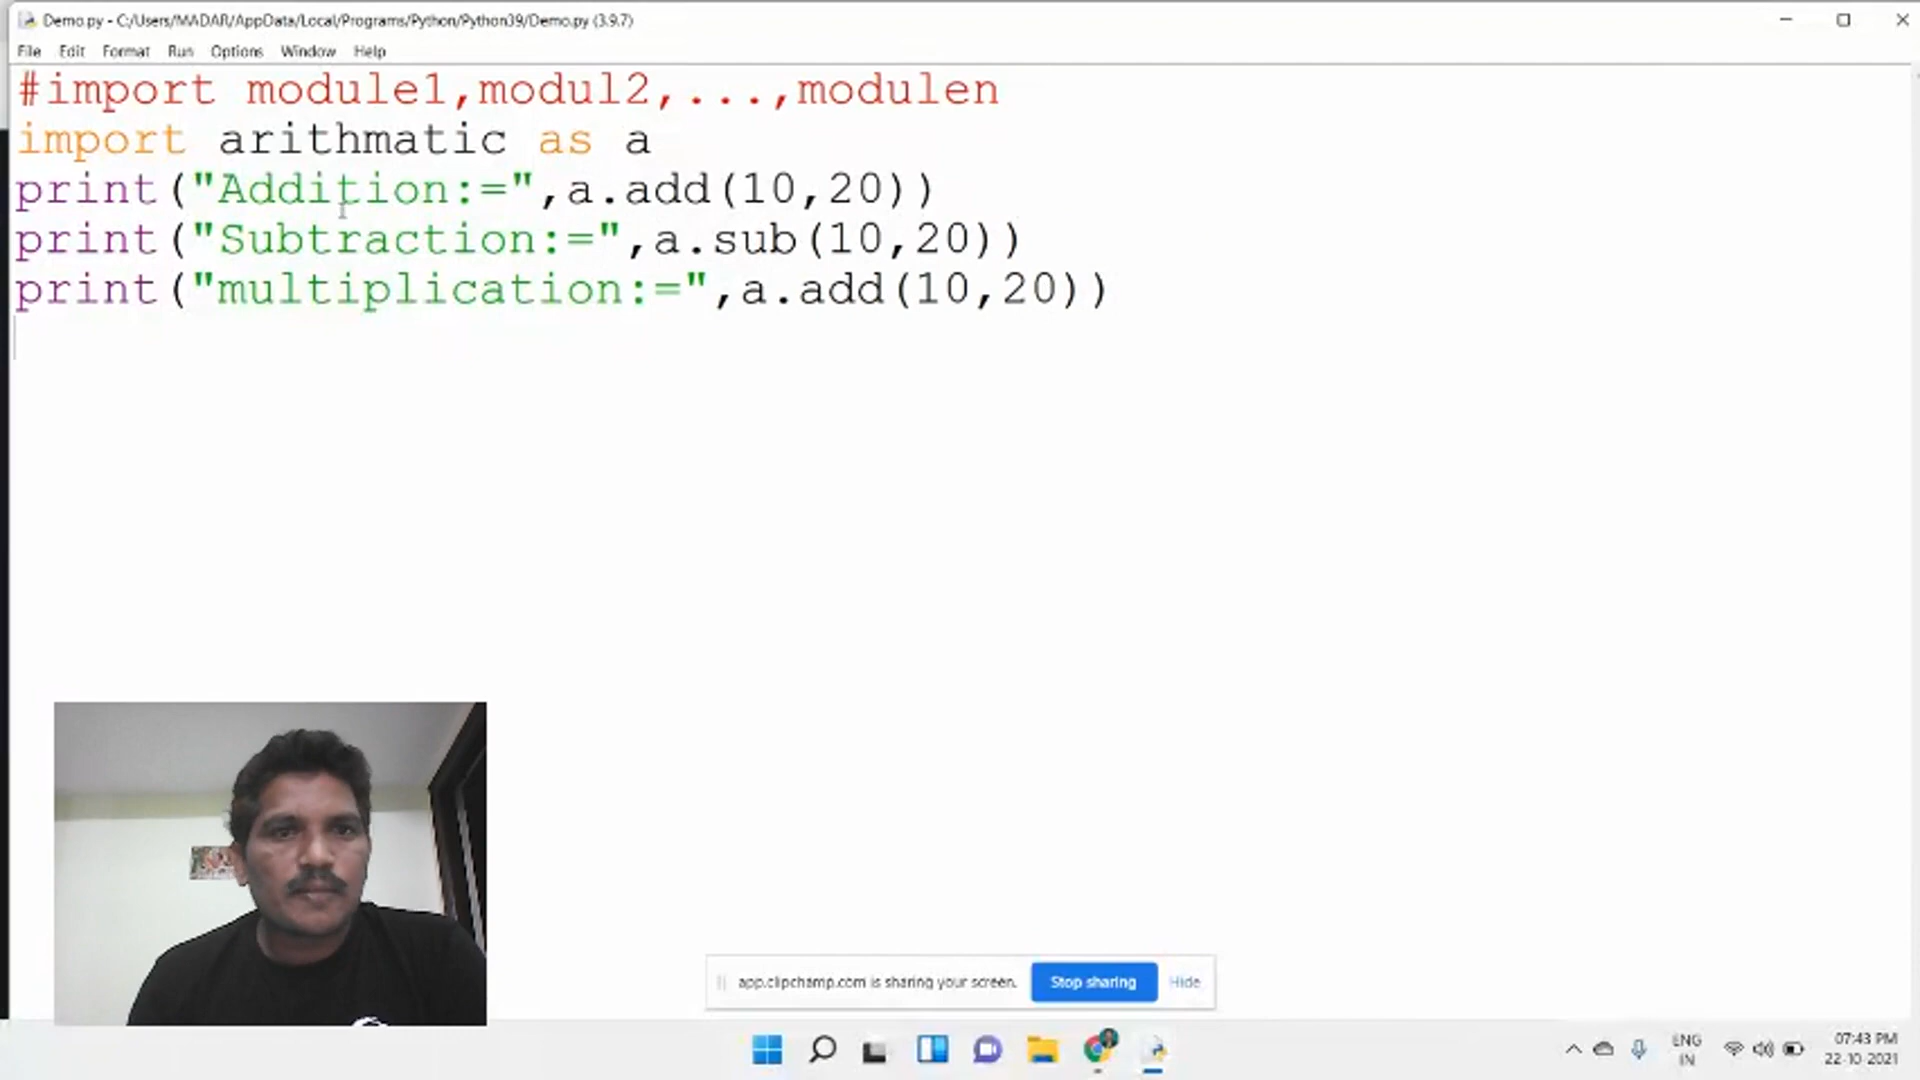 Demo.py - C:/Users/MADAR/AppData/Local/Programs/Python/Python39/Demo.py (3.9.7)
File Edit Format Run Options Window Help
#import module1,modul2,...,modulen
import arithmatic as a
print("Addition:=",a.add(10,20))
print("Subtraction:=",a.sub(10,20))
print("multiplication:=",a.add(10,20))
app.clipchamp.com is sharing your screen. Stop sharing Hide
ENG
IN
07:43 PM
22-10-2021